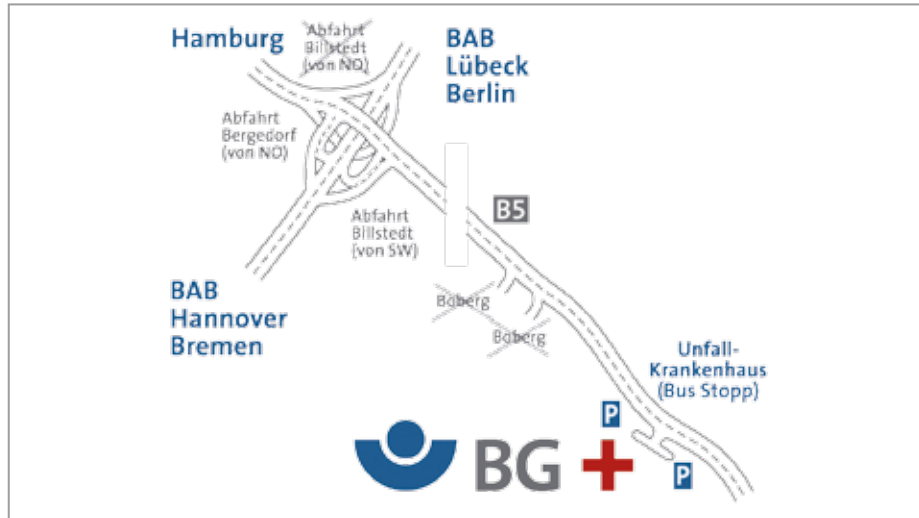 Hamburg
Abfahrt
Billstedt
(von NO)
BAB
Lübeck
Berlin
Abfahrt
Bergedorf
(von NO)
B5
Abfahrt
Billstedt
(von SW)
BAB
Hannover
Bremen
Boberg
Boberg
Unfall-
Krankenhaus
(Bus Stopp)
P
BG
P